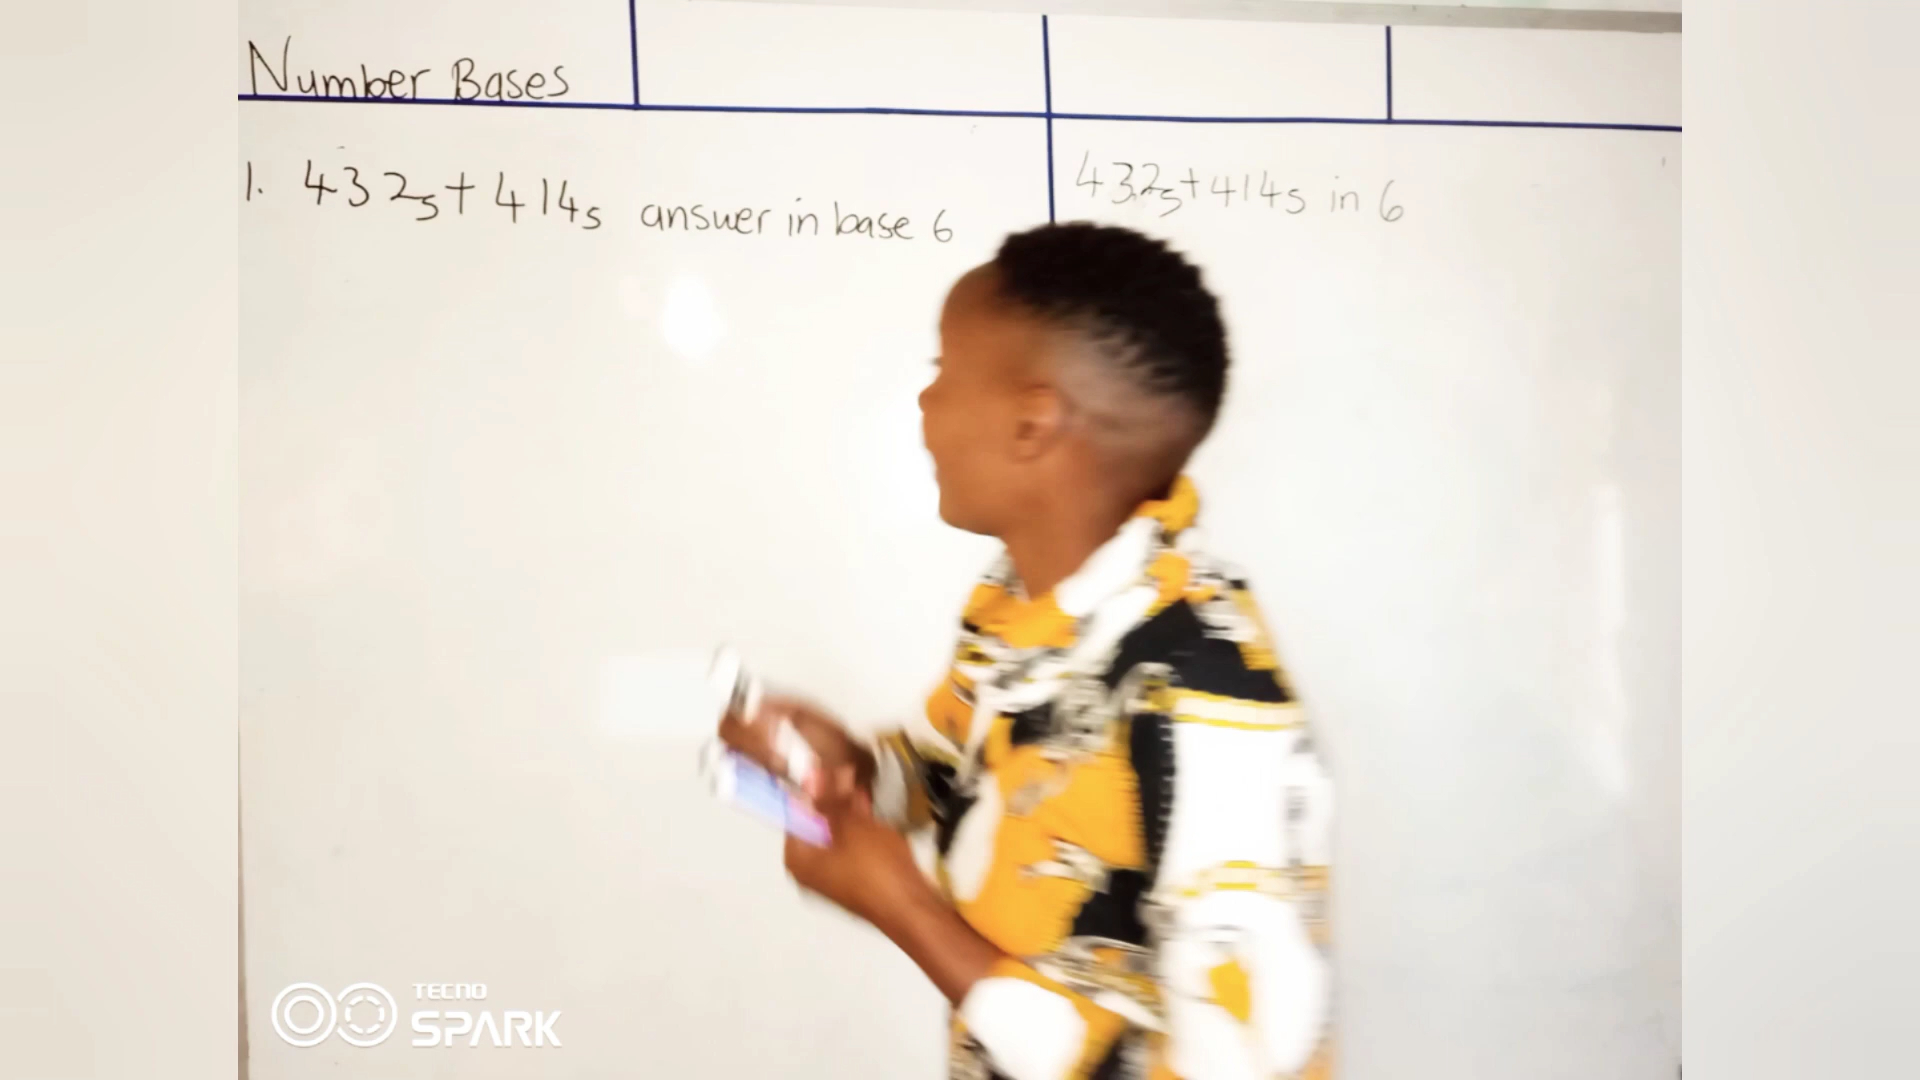 Number Bases
1. 432₅+414₅ answer in base 6
432₅+414₅ in 6
TECNO
SPARK